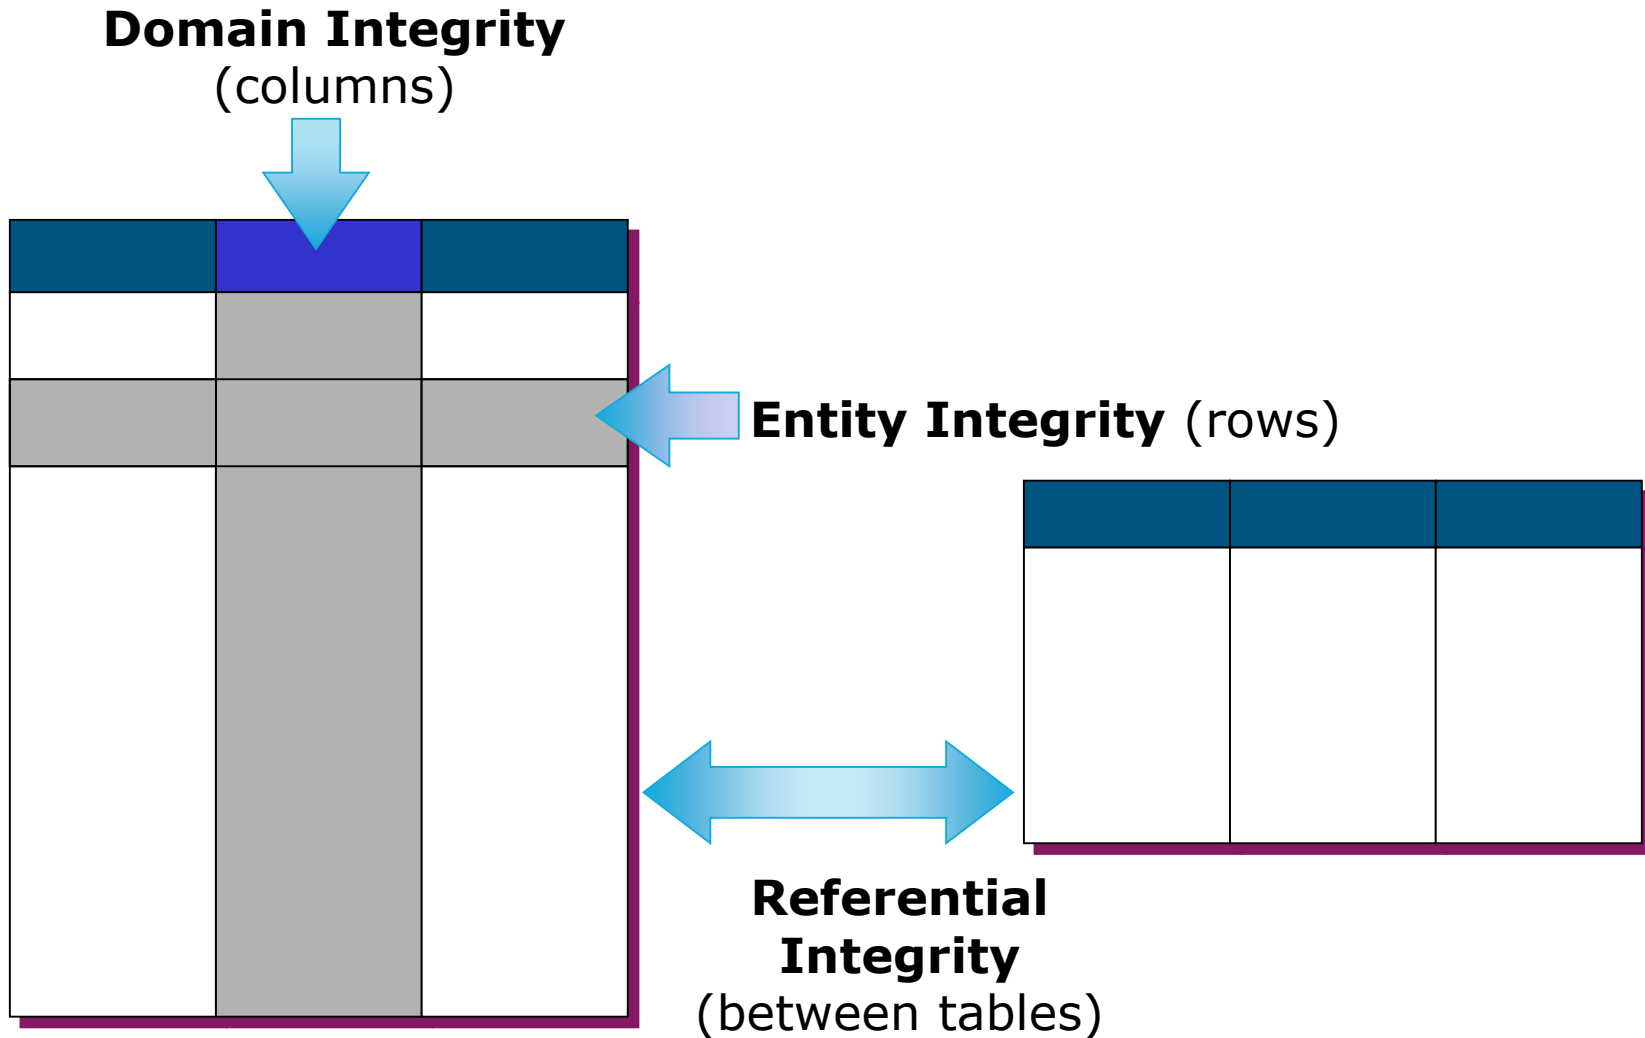 Domain Integrity
(columns)
Entity Integrity (rows)
Referential
Integrity
(between tables)